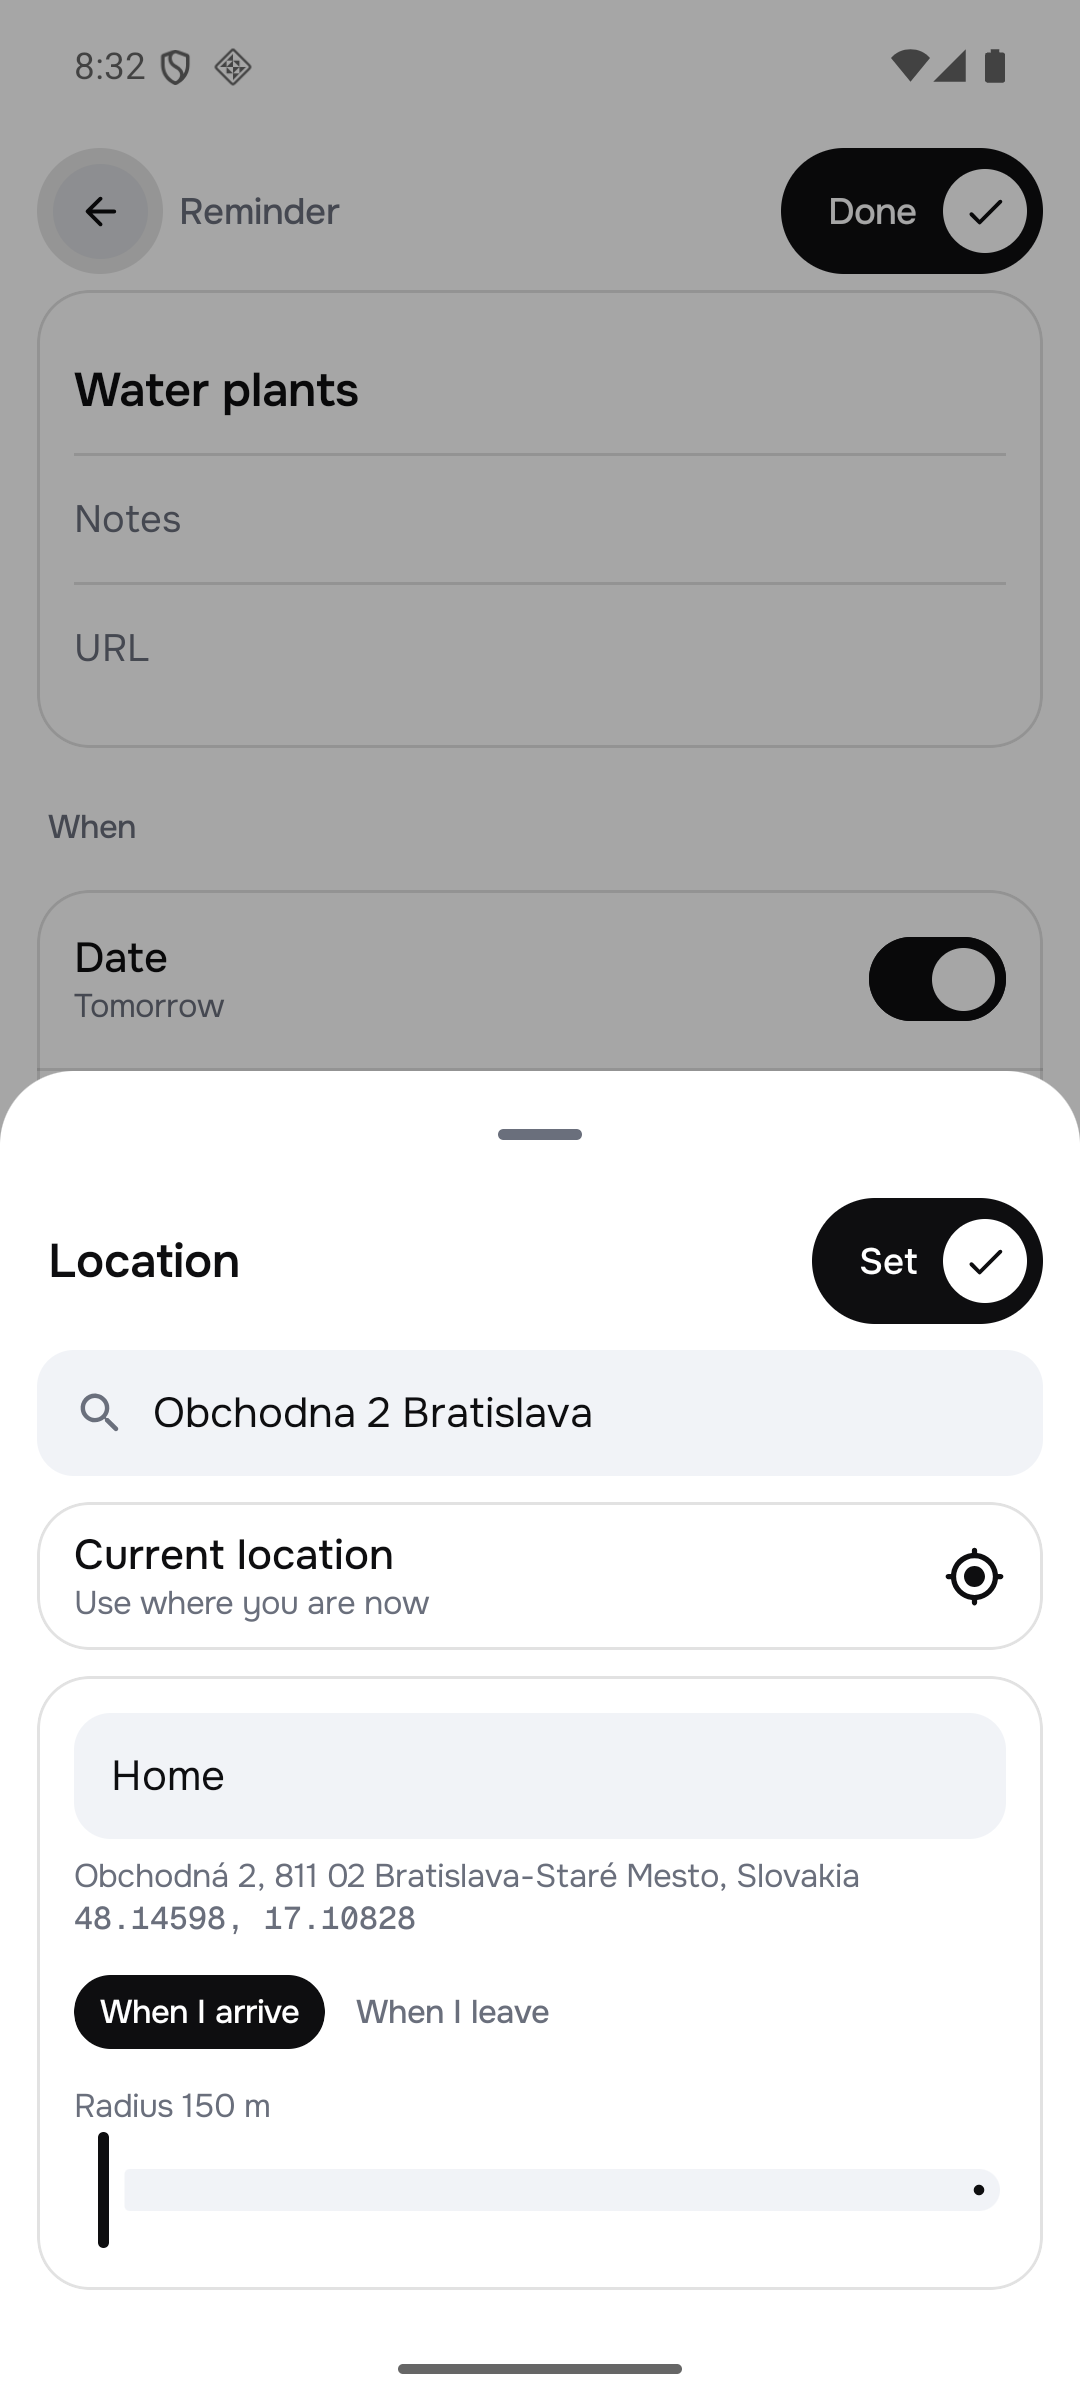 8:32
Reminder
Done
Water plants
Notes
URL
When
Date
Tomorrow
Location
Set
Obchodna 2 Bratislava
Current location
Use where you are now
Home
Obchodná 2, 811 02 Bratislava-Staré Mesto, Slovakia
48.14598, 17.10828
When I arrive When I leave
Radius 150 m